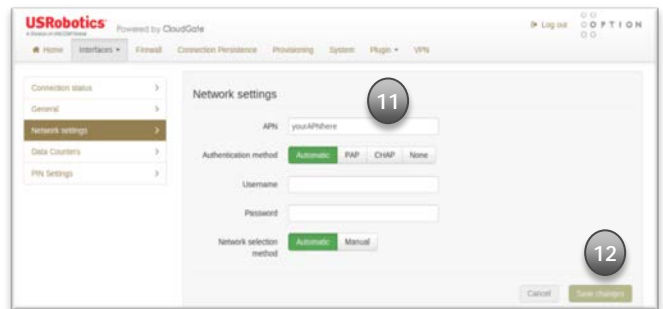 USRobotics Powered by CloudGate
Log out OPTION
Home Interfaces Firewall Connection Persistence Provisioning System Plugin VPN
Connection status
General
Network settings
Data Counters
PIN Settings
Network settings
11
APN yourAPNhere
Authentication method Automatic PAP CHAP None
Username
Password
Network selection
method
Automatic Manual
12
Cancel Save changes